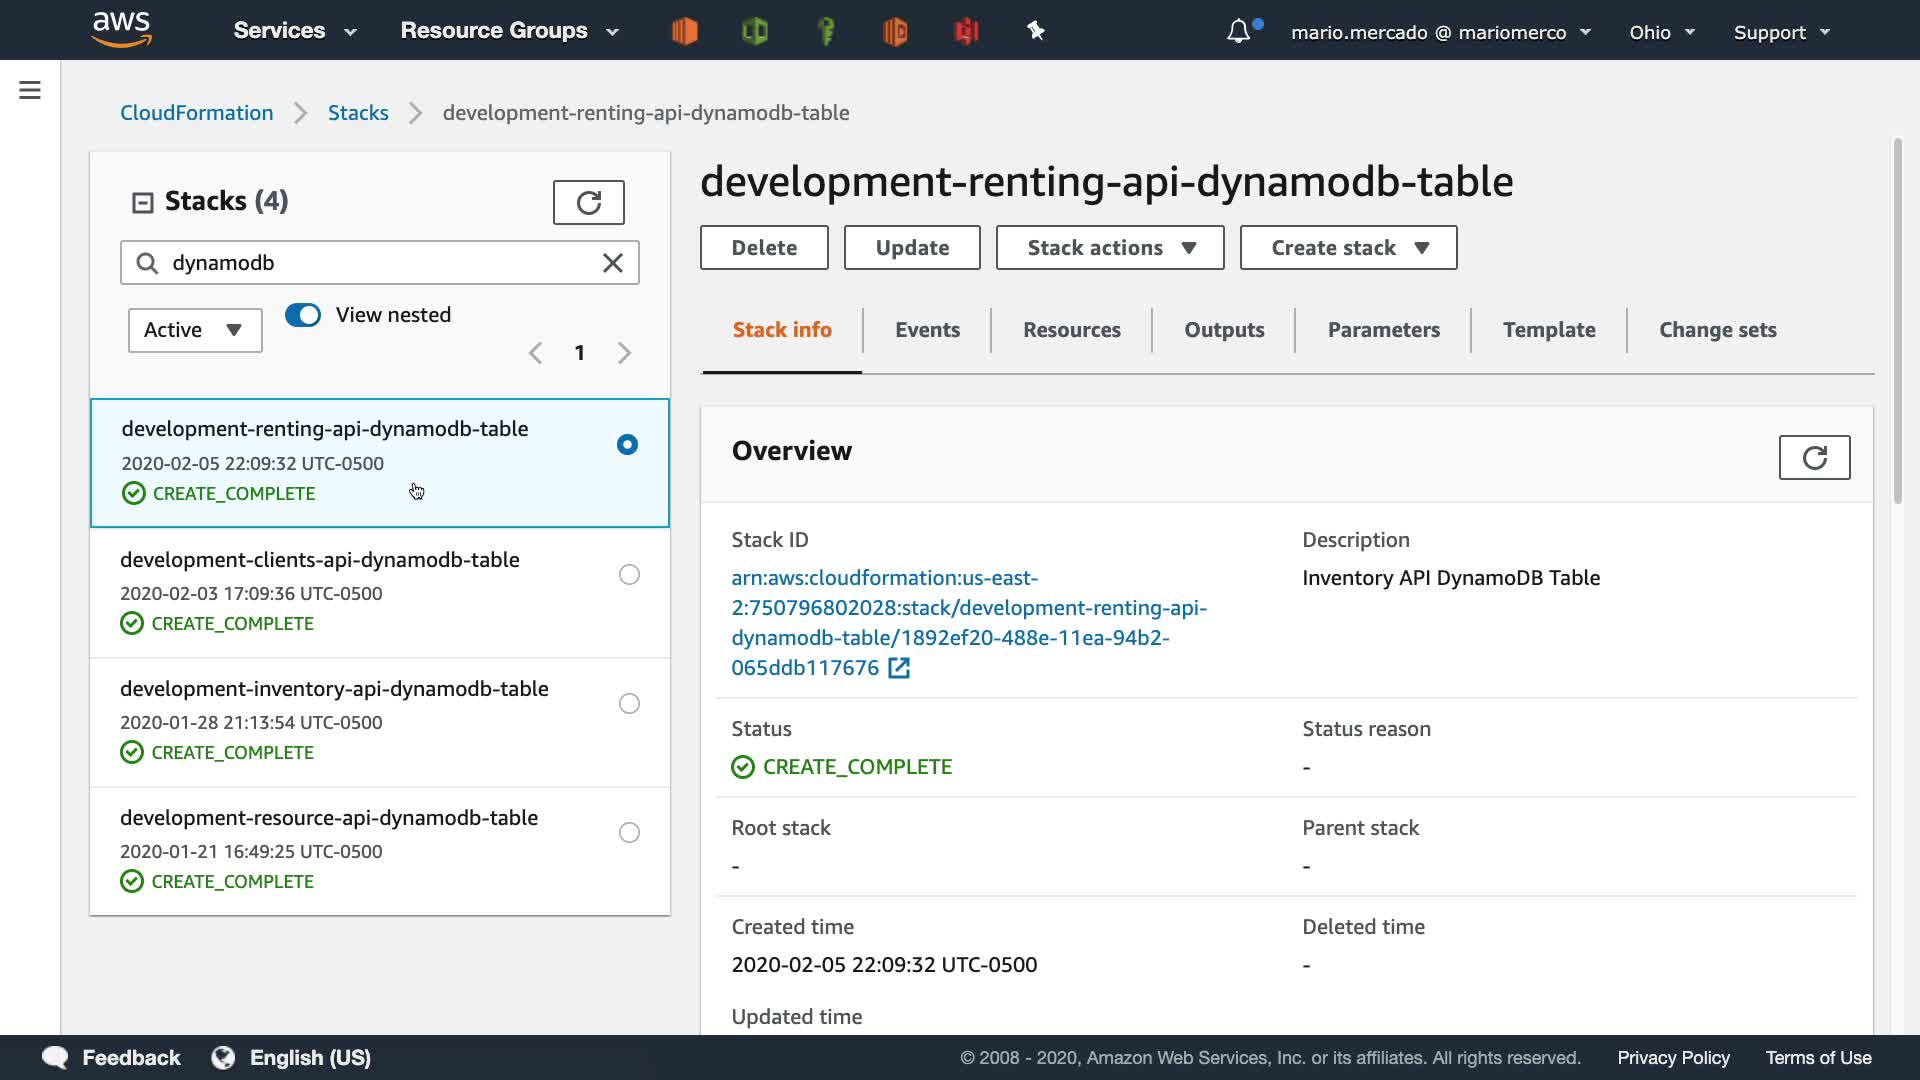 aws
Services
Resource Groups
mario.mercado @ mariomerco
Ohio
Support
CloudFormation
Stacks
development-renting-api-dynamodb-table
Stacks (4)
dynamodb
Active
View nested
1
development-renting-api-dynamodb-table
2020-02-05 22:09:32 UTC-0500
CREATE_COMPLETE
development-clients-api-dynamodb-table
2020-02-03 17:09:36 UTC-0500
CREATE_COMPLETE
development-inventory-api-dynamodb-table
2020-01-28 21:13:54 UTC-0500
CREATE_COMPLETE
development-resource-api-dynamodb-table
2020-01-21 16:49:25 UTC-0500
CREATE_COMPLETE
development-renting-api-dynamodb-table
Delete
Update
Stack actions
Create stack
Stack info
Events
Resources
Outputs
Parameters
Template
Change sets
Overview
Stack ID
arn:aws:cloudformation:us-east-
2:750796802028:stack/development-renting-api-
dynamodb-table/1892ef20-488e-11ea-94b2-
065ddb117676
Description
Inventory API DynamoDB Table
Status
CREATE_COMPLETE
Status reason
-
Root stack
-
Parent stack
-
Created time
2020-02-05 22:09:32 UTC-0500
Deleted time
-
Updated time
Feedback
English (US)
© 2008 - 2020, Amazon Web Services, Inc. or its affiliates. All rights reserved.
Privacy Policy
Terms of Use